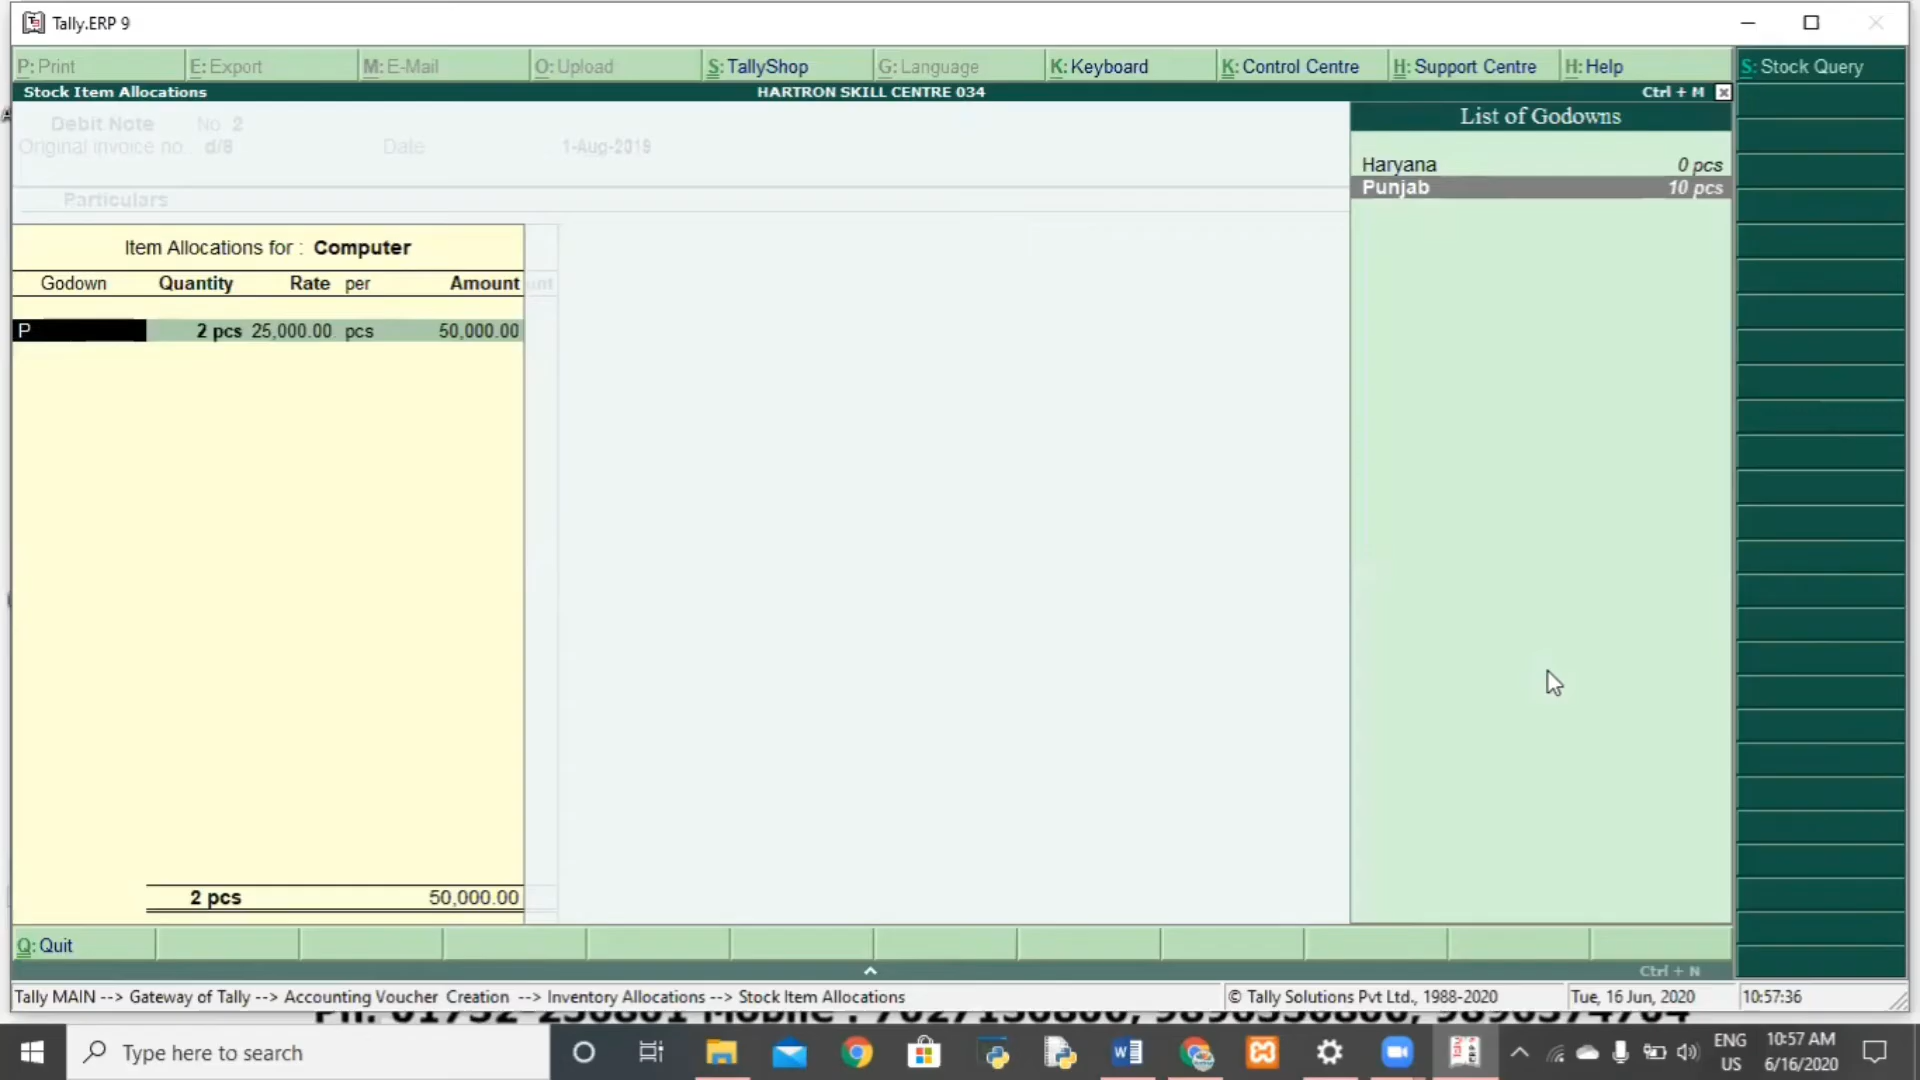 Tally.ERP 9
P: Print E: Export M: E-Mail O: Upload S: TallyShop G: Language K: Keyboard K: Control Centre H: Support Centre H: Help S: Stock Query
Stock Item Allocations HARTRON SKILL CENTRE 034 Ctrl + M
List of Godowns
Debit Note No. 2
Original invoice no. d/8 Date 1-Aug-2019
Haryana 0 pcs
Punjab 10 pcs
Particulars
Item Allocations for : Computer
Godown Quantity Rate per Amount
P 2 pcs 25,000.00 pcs 50,000.00
2 pcs 50,000.00
Q: Quit
Ctrl + N
Tally MAIN --> Gateway of Tally --> Accounting Voucher Creation --> Inventory Allocations --> Stock Item Allocations © Tally Solutions Pvt Ltd., 1988-2020 Tue, 16 Jun, 2020 10:57:36
Type here to search
ENG
US
10:57 AM
6/16/2020